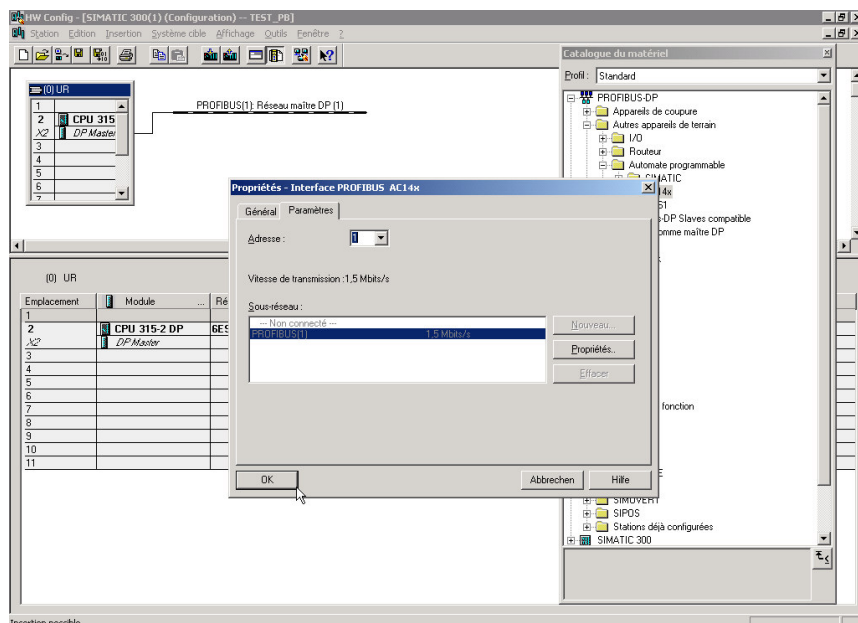 HW Config - [SIMATIC 300(1) (Configuration) -- TEST_PB]
Station Edition Insertion Système cible Affichage Outils Fenêtre ?
Catalogue du matériel
Profil : Standard
(0) UR
1
2 CPU 315
X2 DP Master
3
4
5
6
7
PROFIBUS(1): Réseau maître DP (1)
PROFIBUS-DP
Appareils de coupure
Autres appareils de terrain
I/O
Routeur
Automate programmable
SIMATIC
14x
S1
-DP Slaves compatible
omme maître DP
fonction
SIMOVERT
SIPOS
Stations déjà configurées
SIMATIC 300
Propriétés - Interface PROFIBUS AC14x
Général Paramètres
Adresse : 1
Vitesse de transmission :1,5 Mbits/s
Sous-réseau :
--- Non connecté ---
PROFIBUS(1) 1,5 Mbits/s
Nouveau...
Propriétés..
Effacer
OK Abbrechen Hilfe
(0) UR
Emplacement Module ... Ré
1
2 CPU 315-2 DP 6ES
X2 DP Master
3
4
5
6
7
8
9
10
11
Insertion possible